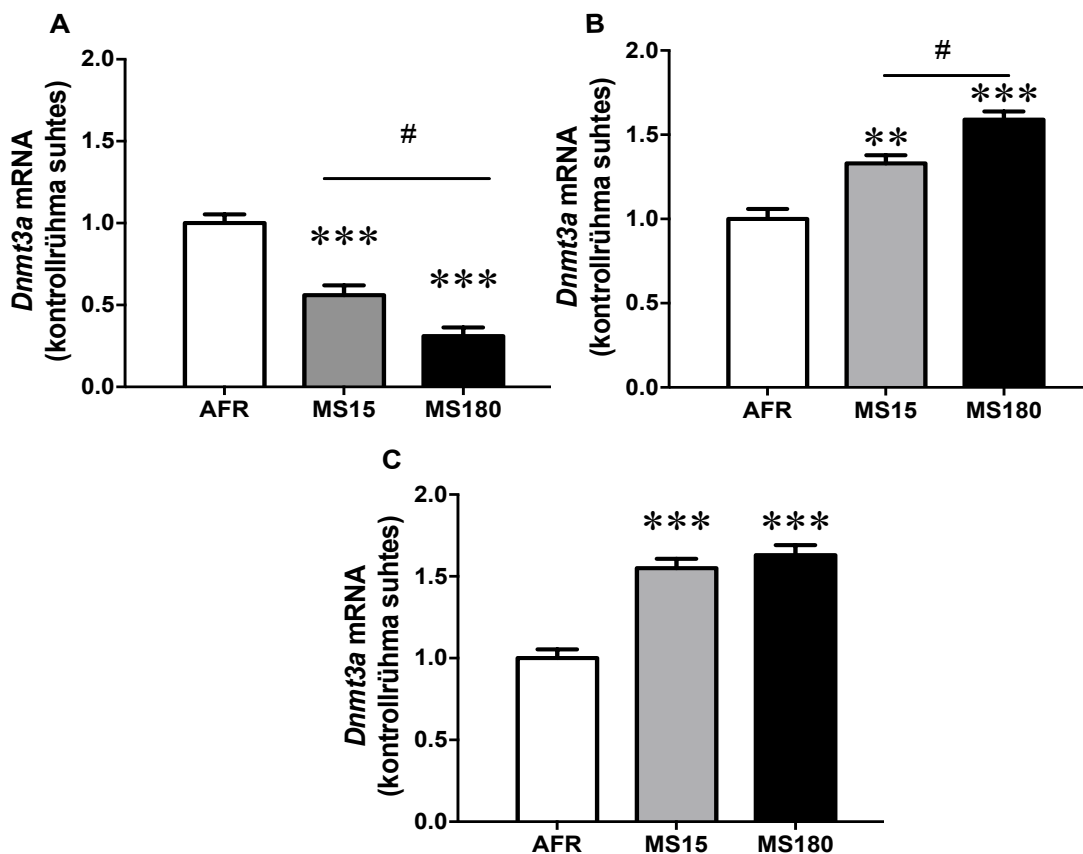 A
Dnmt3a mRNA
(kontrollrühma suhtes)
2.0
1.5
1.0
0.5
0.0
#
***
***
AFR MS15 MS180
B
Dnmt3a mRNA
(kontrollrühma suhtes)
2.0
1.5
1.0
0.5
0.0
#
**
***
AFR MS15 MS180
C
Dnmt3a mRNA
(kontrollrühma suhtes)
2.0
1.5
1.0
0.5
0.0
*** ***
AFR MS15 MS180